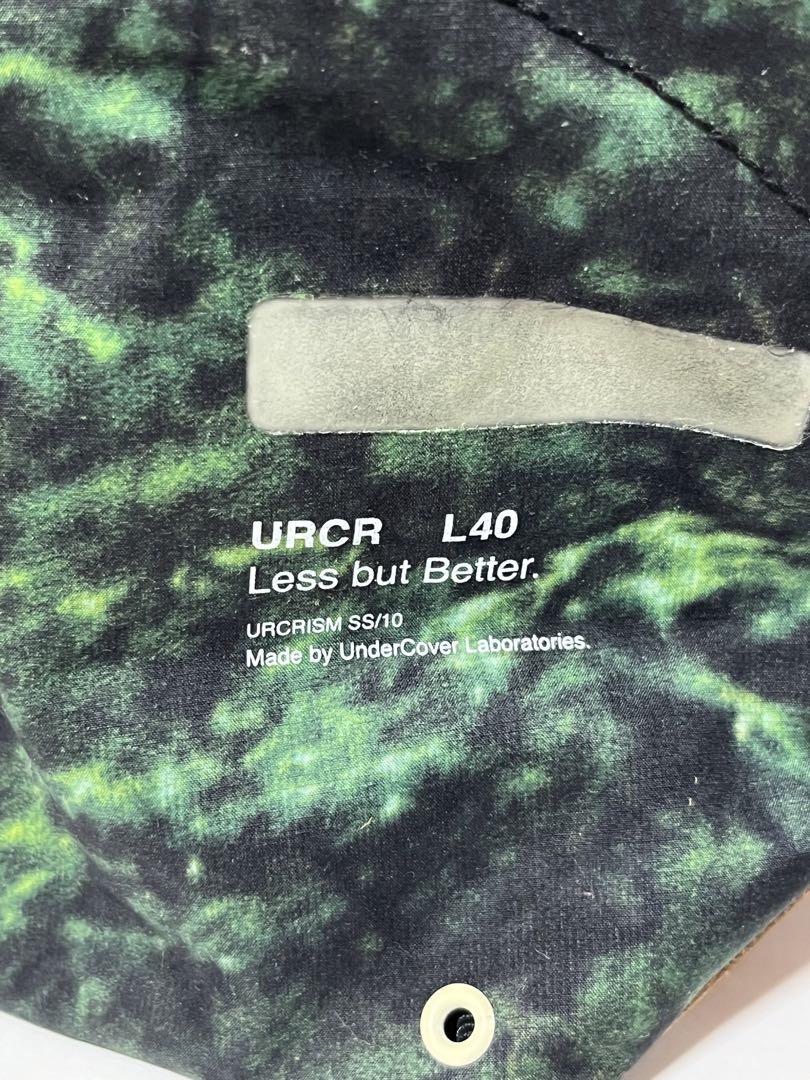 URCR L40
Less but Better.
URCRISM SS/10
Made by UnderCover Laboratories.